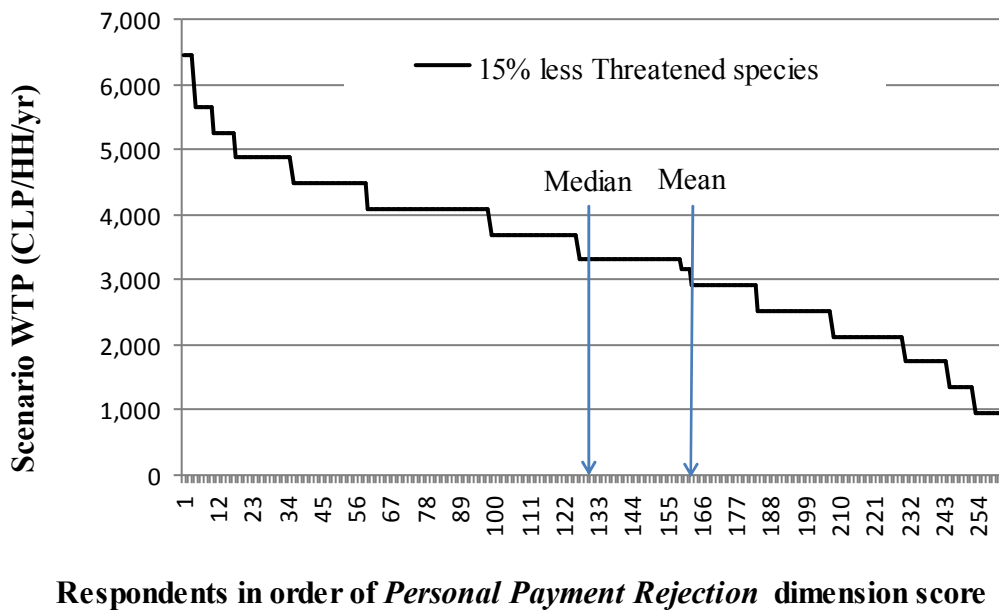 7,000
6,000
5,000
4,000
3,000
2,000
1,000
0
Scenario WTP (CLP/HH/yr)
15% less Threatened species
Median Mean
1 12 23 34 45 56 67 78 89 100 111 122 133 144 155 166 177 188 199 210 221 232 243 254
Respondents in order of Personal Payment Rejection dimension score